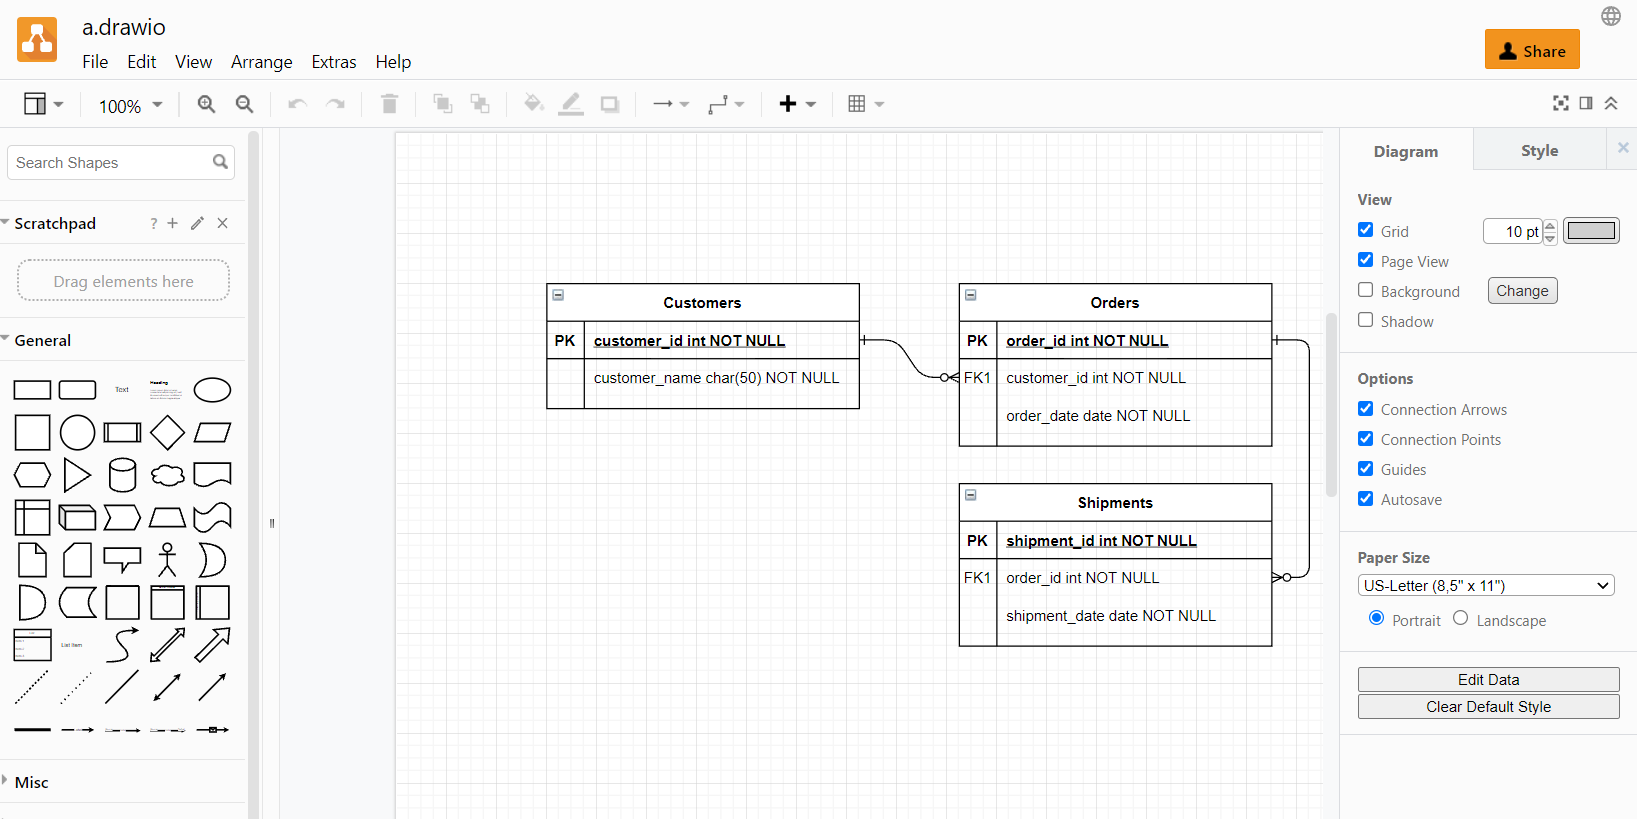 a.drawio
File Edit View Arrange Extras Help
Share
100%
Search Shapes
Scratchpad ?
Drag elements here
General
Text
Heading
List Item
Misc
Customers
PK customer_id int NOT NULL
customer_name char(50) NOT NULL
Orders
PK order_id int NOT NULL
FK1 customer_id int NOT NULL
order_date date NOT NULL
Shipments
PK shipment_id int NOT NULL
FK1 order_id int NOT NULL
shipment_date date NOT NULL
Diagram Style
View
Grid 10 pt
Page View
Background Change
Shadow
Options
Connection Arrows
Connection Points
Guides
Autosave
Paper Size
US-Letter (8,5" x 11")
Portrait Landscape
Edit Data
Clear Default Style